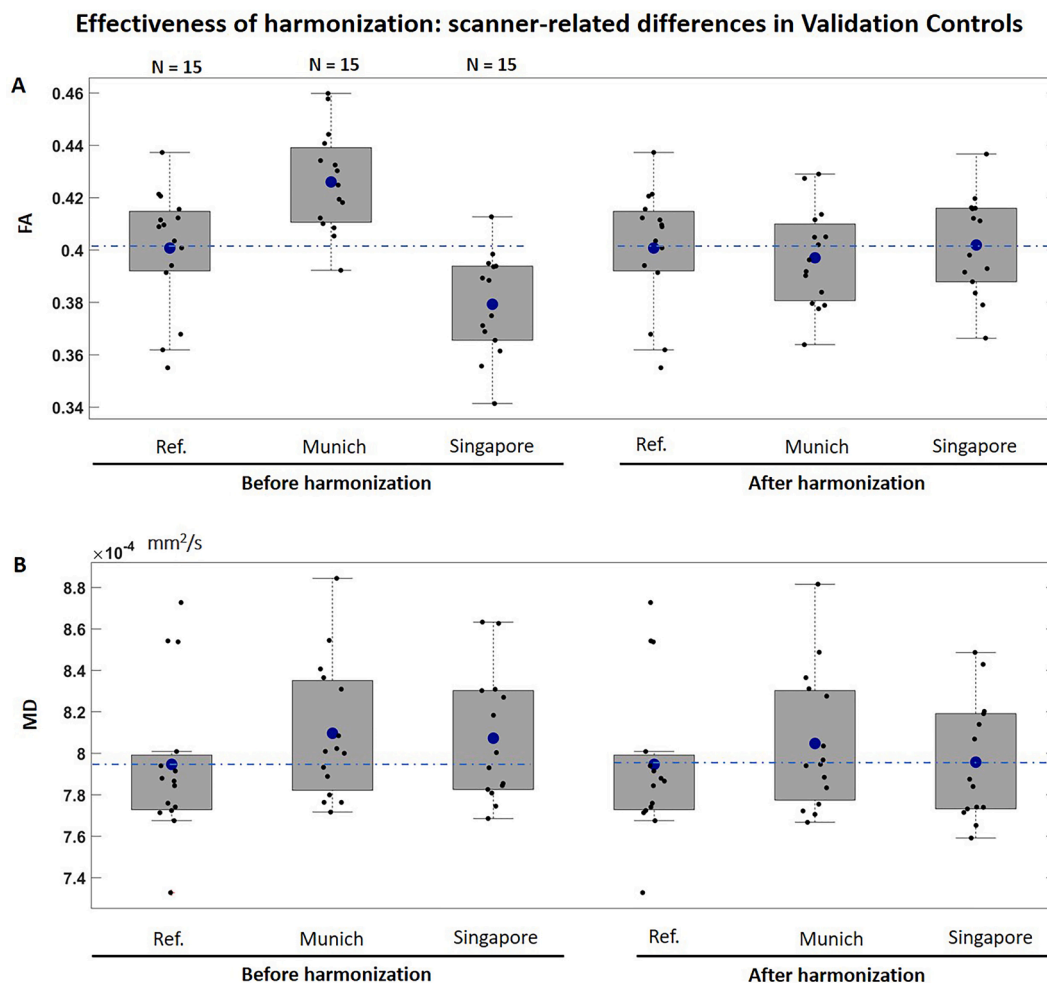 Effectiveness of harmonization: scanner-related differences in Validation Controls
N = 15 N = 15 N = 15
A
0.46
0.44
0.42
0.4
0.38
0.36
0.34
FA
Ref. Munich Singapore Ref. Munich Singapore
Before harmonization After harmonization
B
×10⁻⁴ mm²/s
8.8
8.6
8.4
8.2
8
7.8
7.6
7.4
MD
Ref. Munich Singapore Ref. Munich Singapore
Before harmonization After harmonization